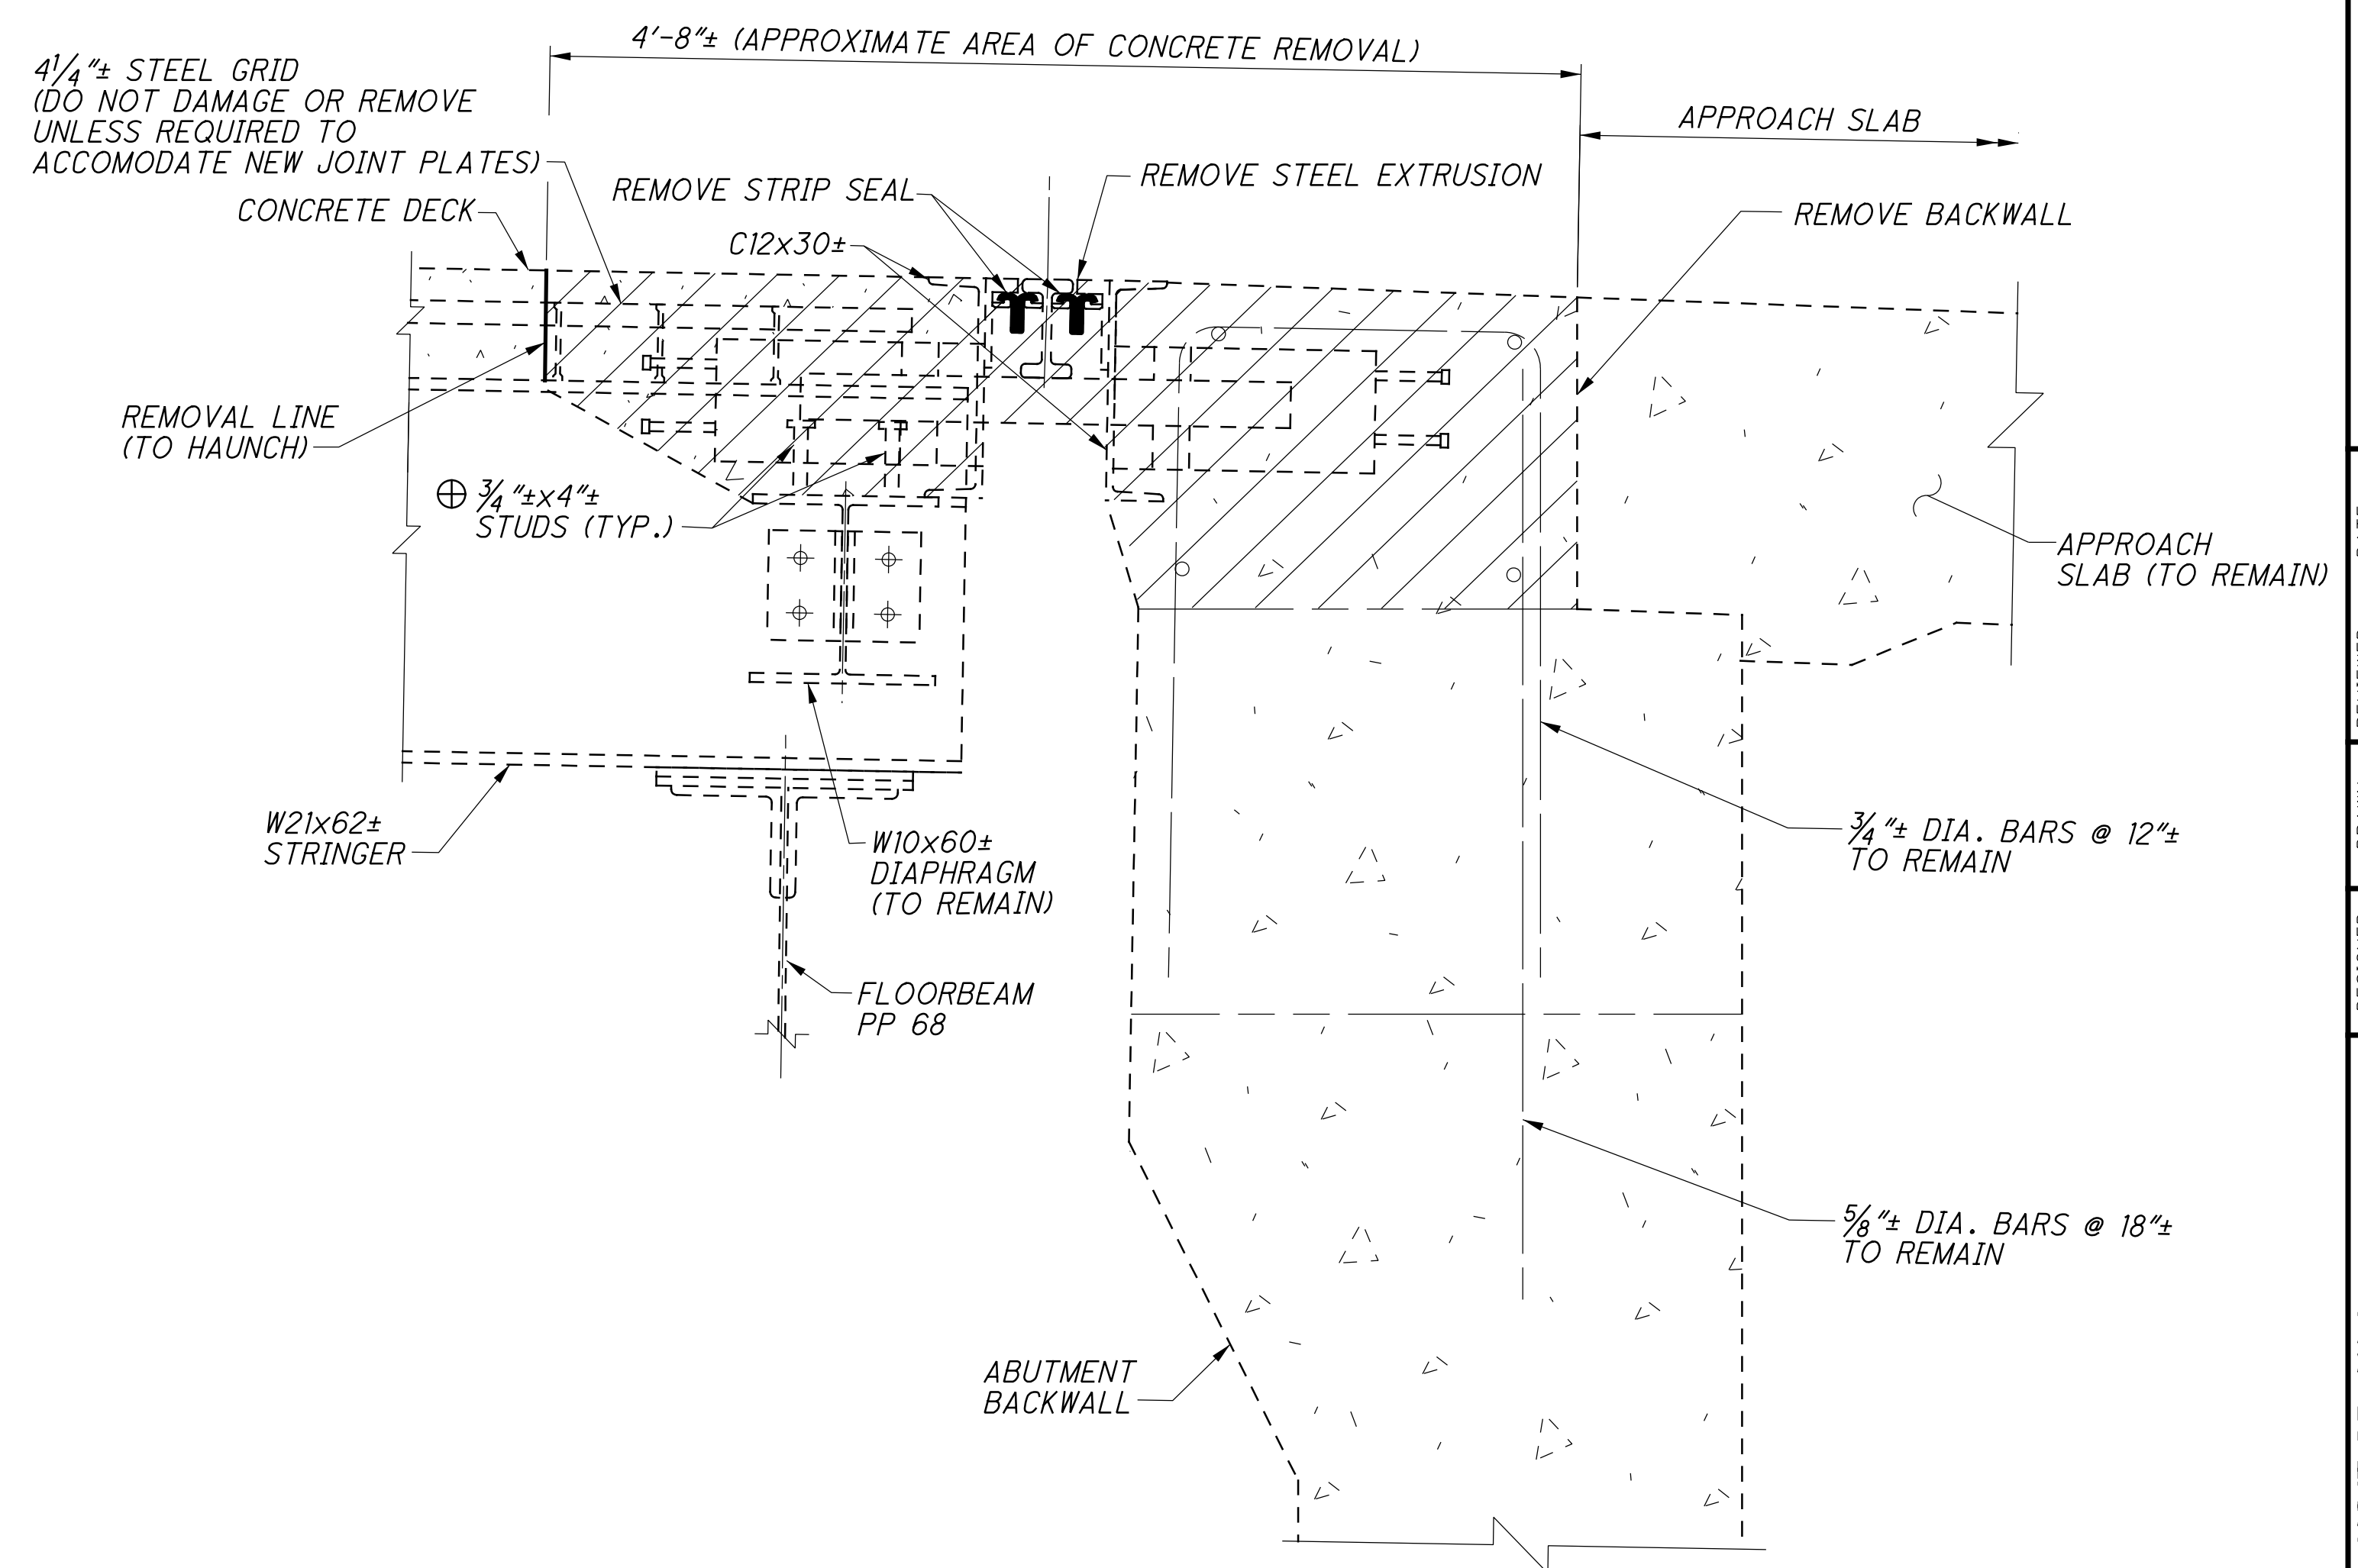 4'-8"± (APPROXIMATE AREA OF CONCRETE REMOVAL)
4 1/4"± STEEL GRID
(DO NOT DAMAGE OR REMOVE
UNLESS REQUIRED TO
ACCOMODATE NEW JOINT PLATES)
APPROACH SLAB
REMOVE STRIP SEAL
REMOVE STEEL EXTRUSION
CONCRETE DECK
C12x30±
REMOVE BACKWALL
REMOVAL LINE
(TO HAUNCH)
⊕ 3/4"±x4"±
STUDS (TYP.)
APPROACH
SLAB (TO REMAIN)
W21x62±
STRINGER
W10x60±
DIAPHRAGM
(TO REMAIN)
3/4"± DIA. BARS @ 12"±
TO REMAIN
FLOORBEAM
PP 68
5/8"± DIA. BARS @ 18"±
TO REMAIN
ABUTMENT
BACKWALL